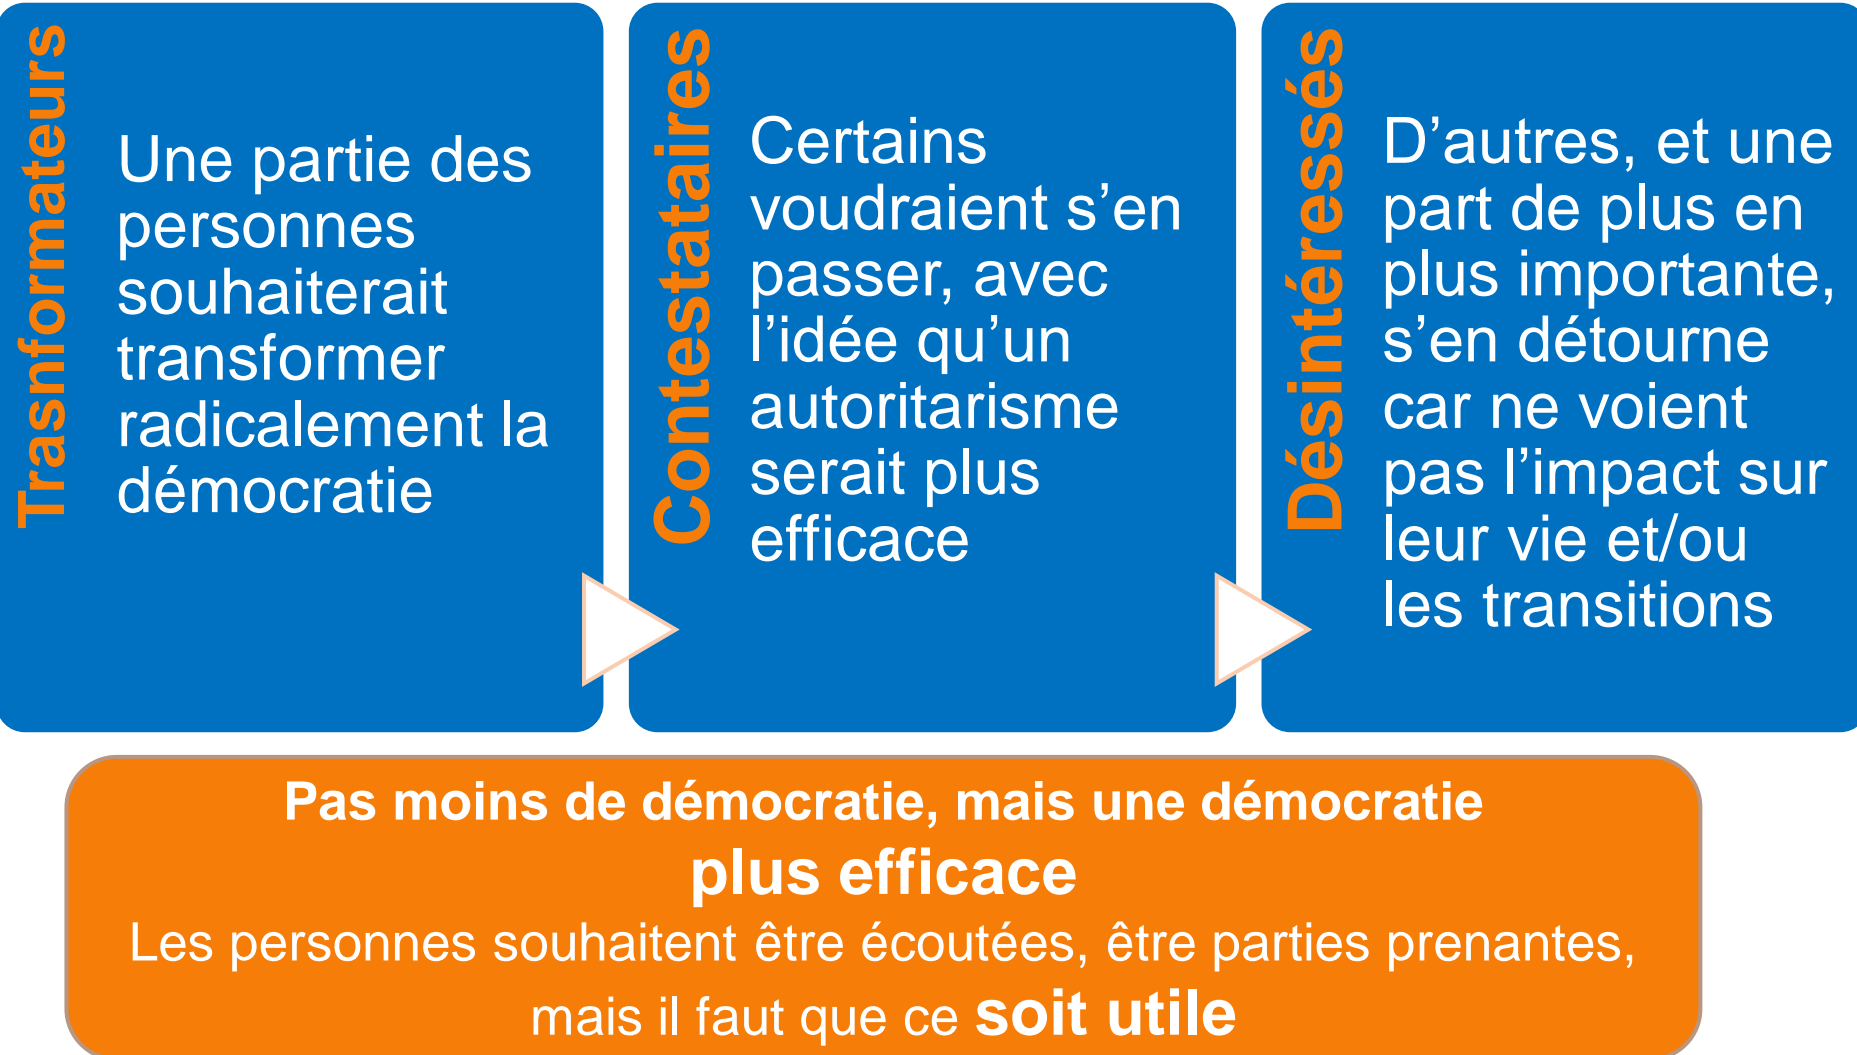 Trasnformateurs
Une partie des
personnes
souhaiterait
transformer
radicalement la
démocratie
Contestataires
Certains
voudraient s’en
passer, avec
l’idée qu’un
autoritarisme
serait plus
efficace
Désintéressés
D’autres, et une
part de plus en
plus importante,
s’en détourne
car ne voient
pas l’impact sur
leur vie et/ou
les transitions
Pas moins de démocratie, mais une démocratie
plus efficace
Les personnes souhaitent être écoutées, être parties prenantes,
mais il faut que ce soit utile